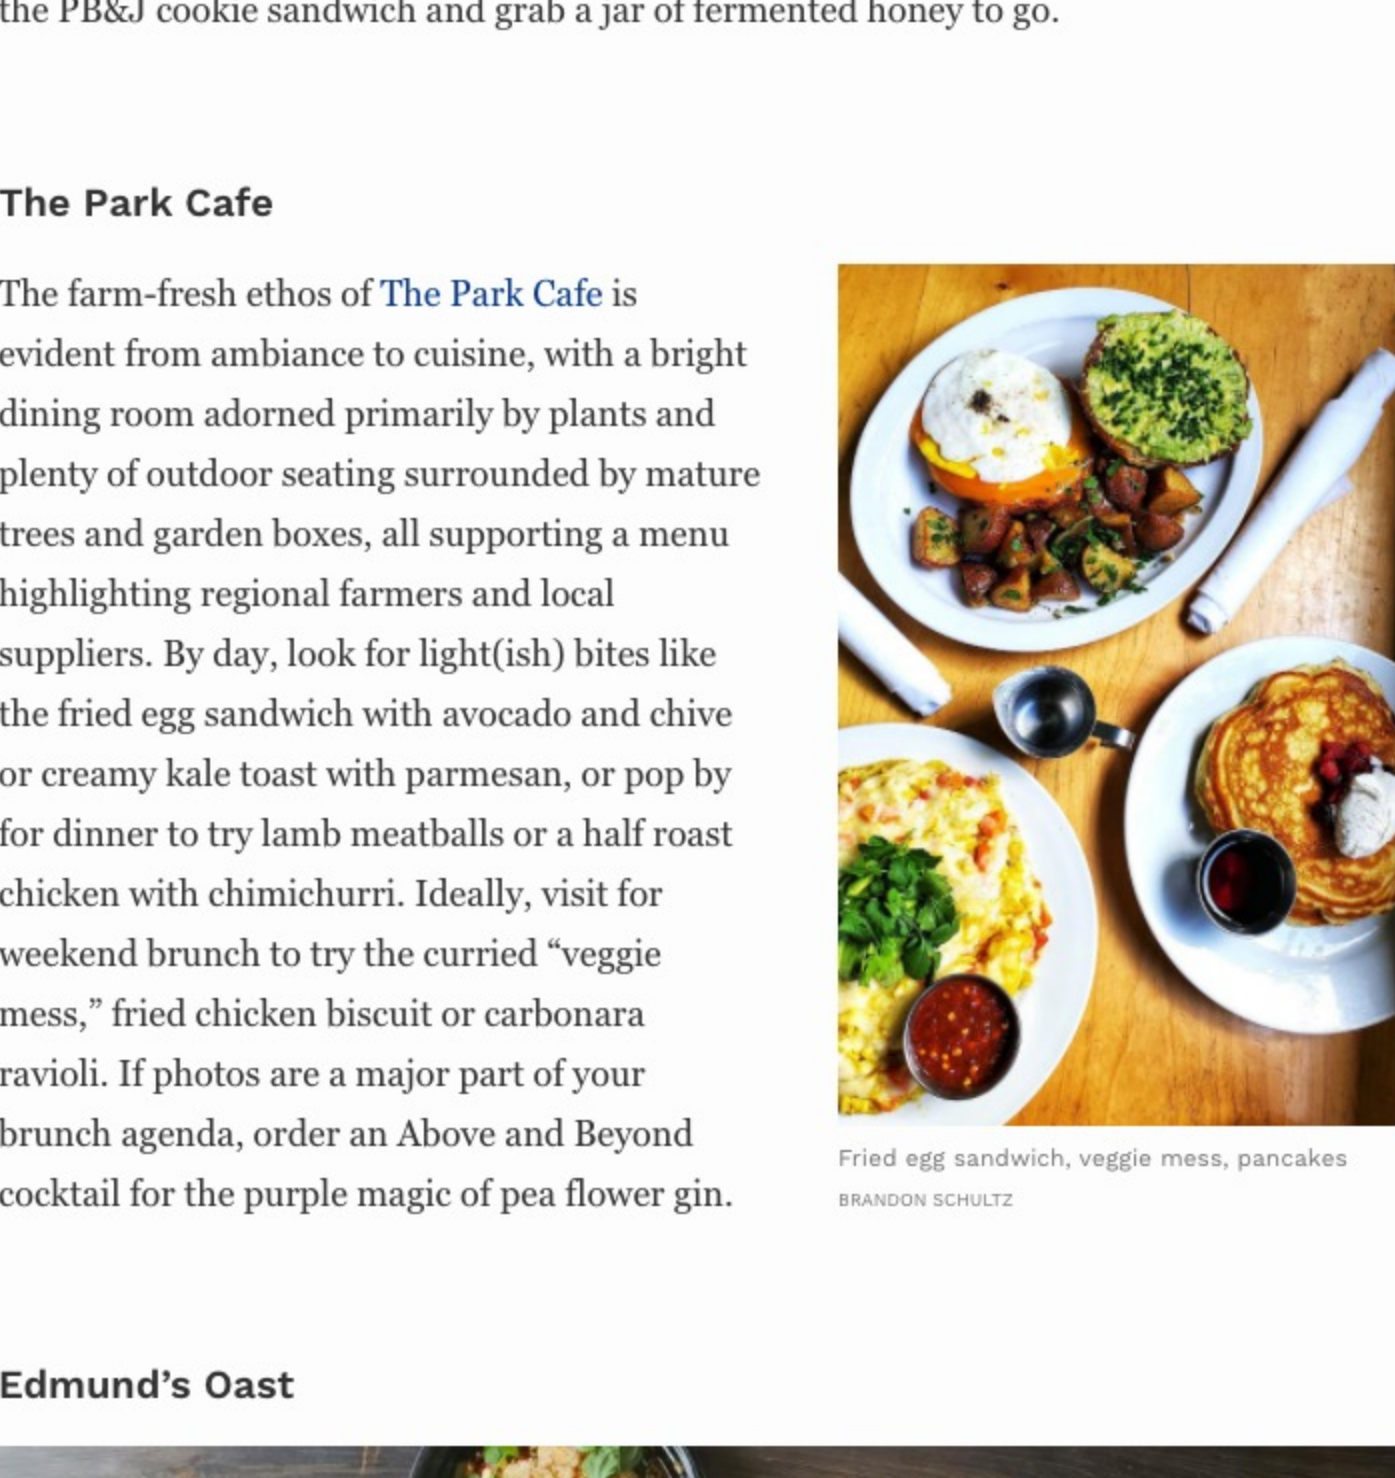 the PB&J cookie sandwich and grab a jar of fermented honey to go.
The Park Cafe
The farm-fresh ethos of The Park Cafe is
evident from ambiance to cuisine, with a bright
dining room adorned primarily by plants and
plenty of outdoor seating surrounded by mature
trees and garden boxes, all supporting a menu
highlighting regional farmers and local
suppliers. By day, look for light(ish) bites like
the fried egg sandwich with avocado and chive
or creamy kale toast with parmesan, or pop by
for dinner to try lamb meatballs or a half roast
chicken with chimichurri. Ideally, visit for
weekend brunch to try the curried “veggie
mess,” fried chicken biscuit or carbonara
ravioli. If photos are a major part of your
brunch agenda, order an Above and Beyond
cocktail for the purple magic of pea flower gin.
Fried egg sandwich, veggie mess, pancakes
BRANDON SCHULTZ
Edmund’s Oast